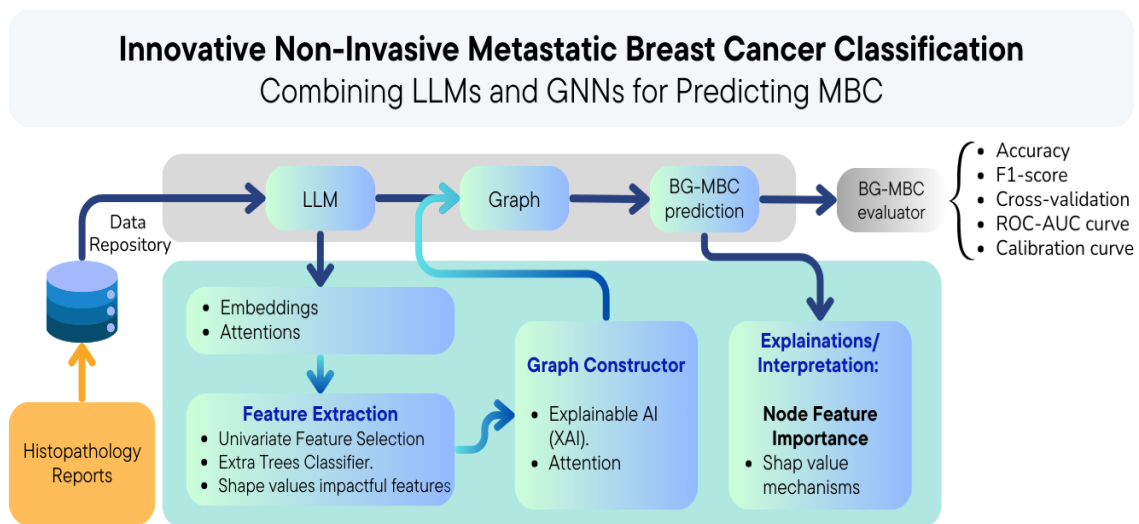 Innovative Non-Invasive Metastatic Breast Cancer Classification
Combining LLMs and GNNs for Predicting MBC
Data
Repository
LLM
Graph
BG-MBC
prediction
BG-MBC
evaluator
• Accuracy
• F1-score
• Cross-validation
• ROC-AUC curve
• Calibration curve
• Embeddings
• Attentions
Feature Extraction
• Univariate Feature Selection
• Extra Trees Classifier.
• Shape values impactful features
Graph Constructor
• Explainable AI
(XAI).
• Attention
Explainations/
Interpretation:
Node Feature
Importance
• Shap value
mechanisms
Histopathology
Reports